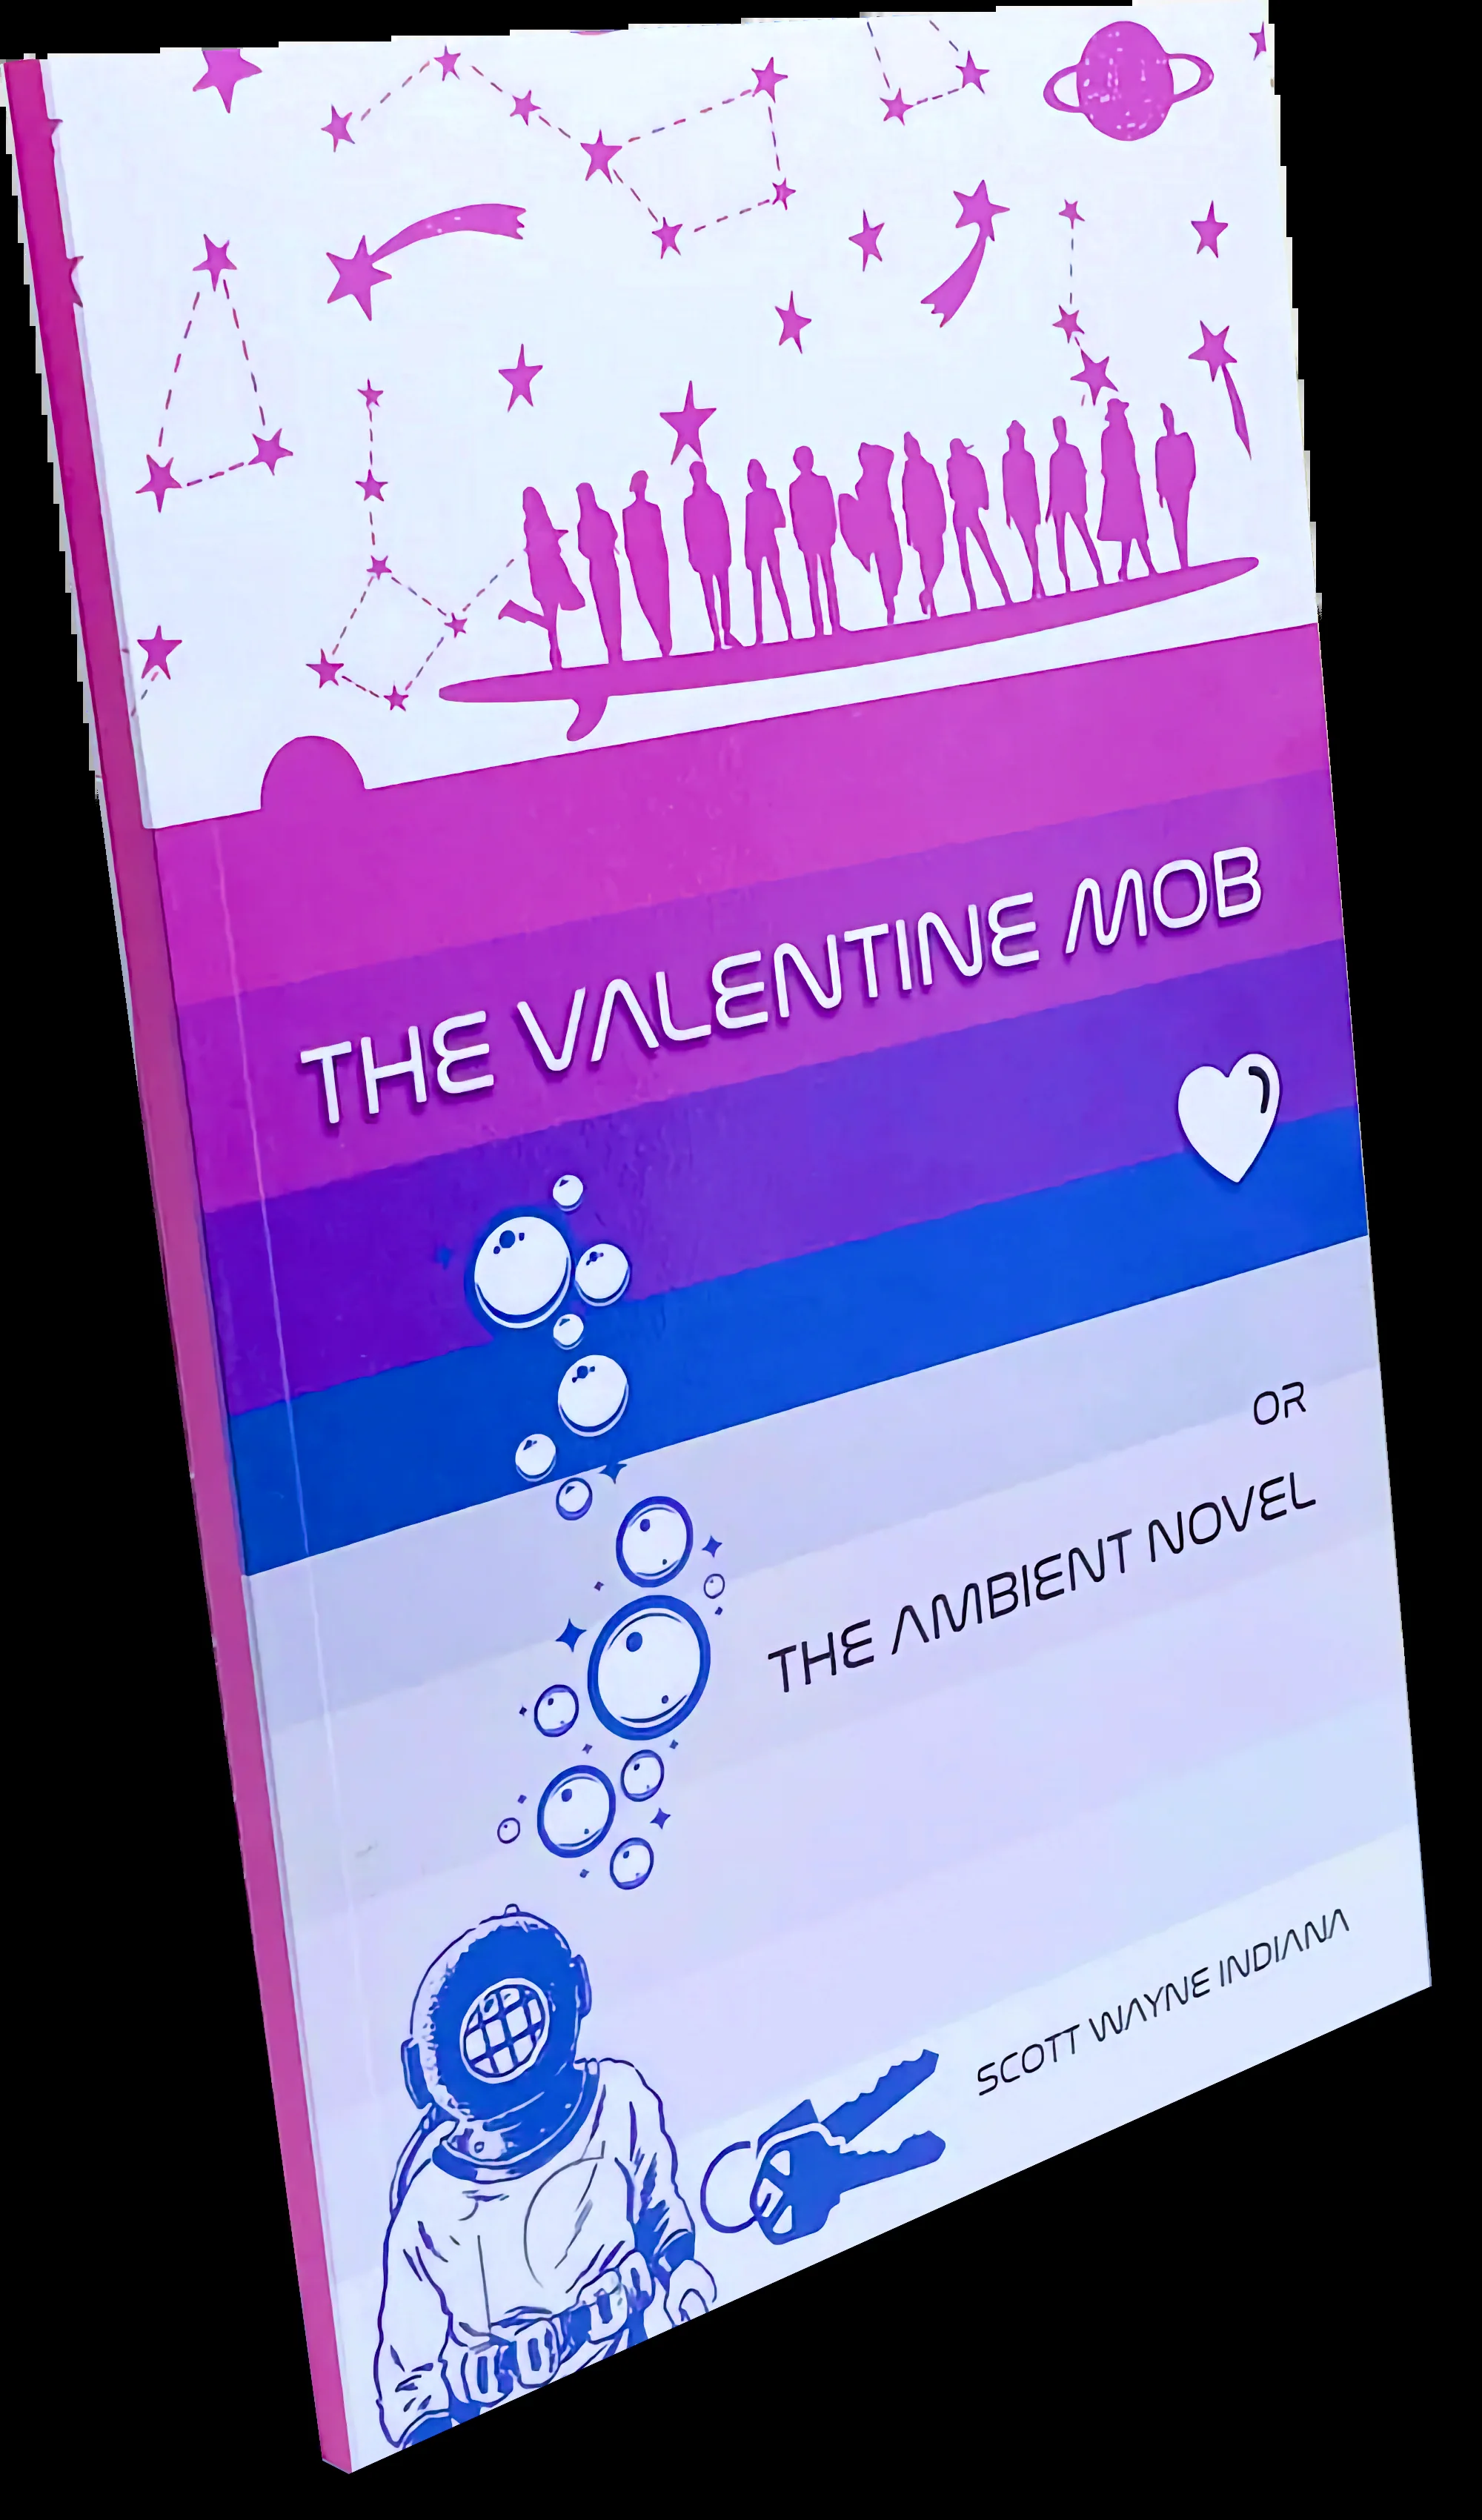 THE VALENTINE MOB
OR
THE AMBIENT NOVEL
SCOTT WAYNE INDIANA